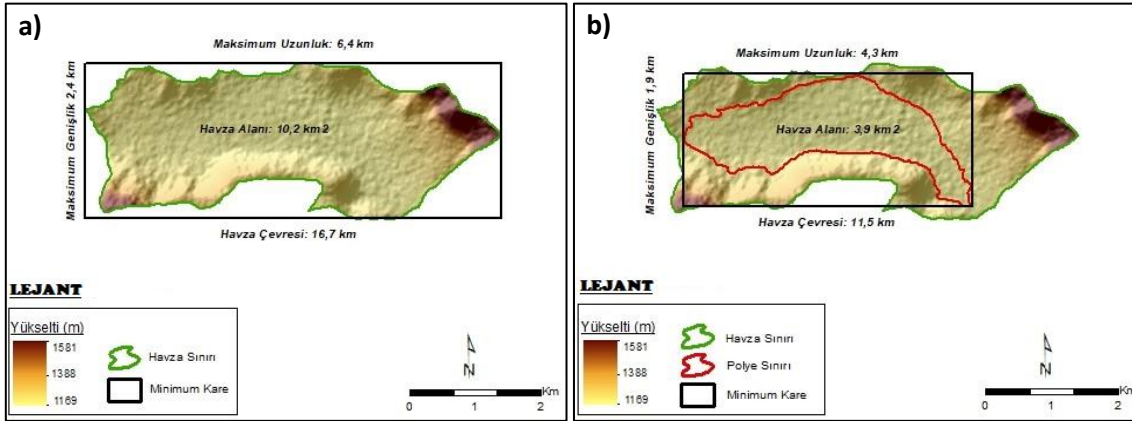 a)
Maksimum Uzunluk: 6,4 km
Maksimum Genişlik 2,4 km
Havza Alanı: 10,2 km2
Havza Çevresi: 16,7 km
LEJANT
Yükselti (m)
1581
1388
1169
Havza Sınırı
Minimum Kare
N
Km
0 1 2
b)
Maksimum Uzunluk: 4,3 km
Maksimum Genişlik 1,9 km
Havza Alanı: 3,9 km2
Havza Çevresi: 11,5 km
LEJANT
Yükselti (m)
1581
1388
1169
Havza Sınırı
Polye Sınırı
Minimum Kare
N
Km
0 1 2